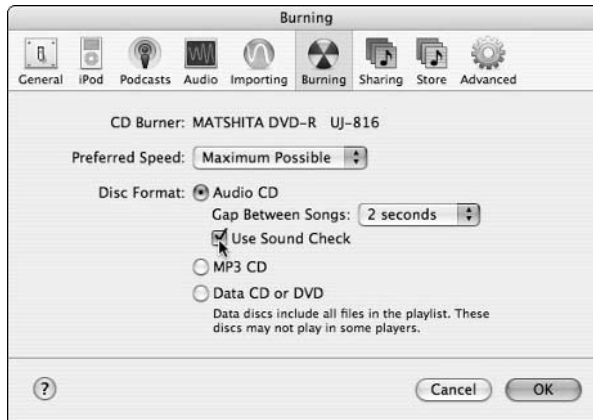 Burning
General iPod Podcasts Audio Importing Burning Sharing Store Advanced
CD Burner: MATSHITA DVD-R UJ-816
Preferred Speed: Maximum Possible
Disc Format: Audio CD
Gap Between Songs: 2 seconds
Use Sound Check
MP3 CD
Data CD or DVD
Data discs include all files in the playlist. These
discs may not play in some players.
? Cancel OK